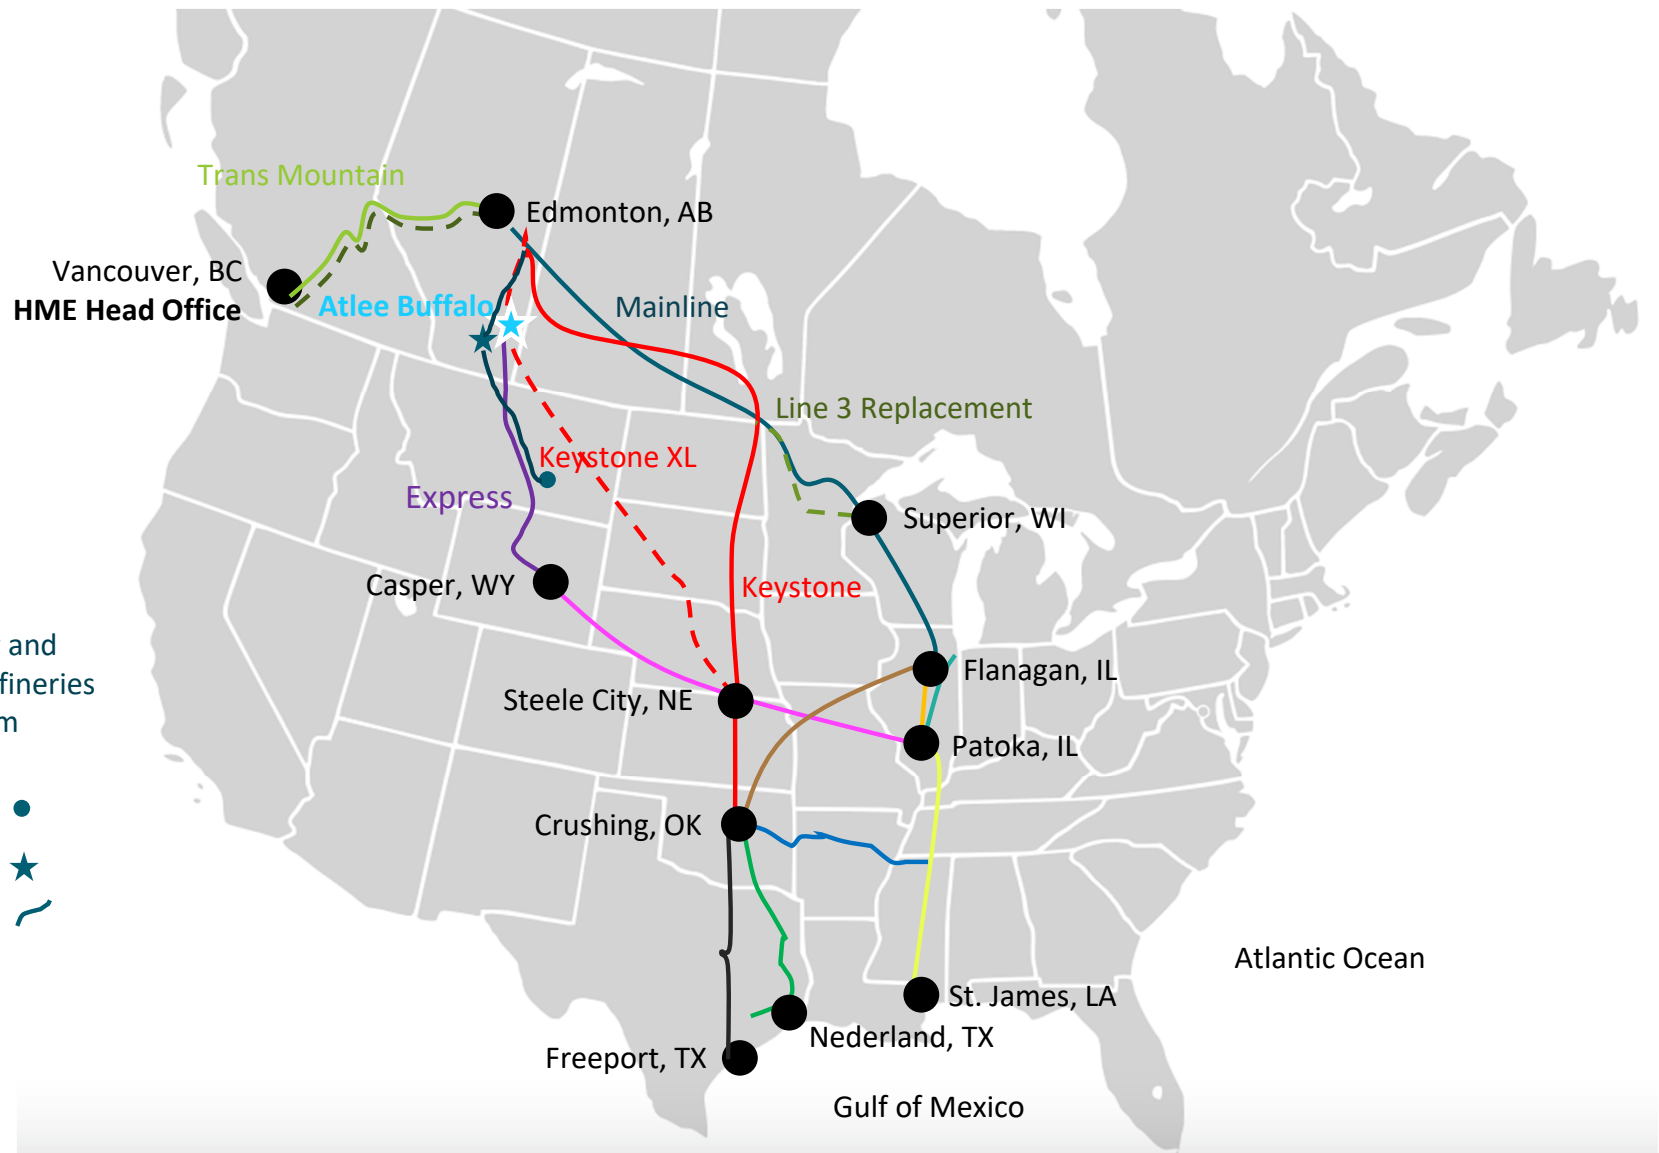 Trans Mountain
Edmonton, AB
Vancouver, BC
HME Head Office
Atlee Buffalo
Mainline
Line 3 Replacement
Keystone XL
Express
Superior, WI
Casper, WY
Keystone
and
fineries
m
Flanagan, IL
Steele City, NE
Patoka, IL
Crushing, OK
Atlantic Ocean
St. James, LA
Nederland, TX
Freeport, TX
Gulf of Mexico